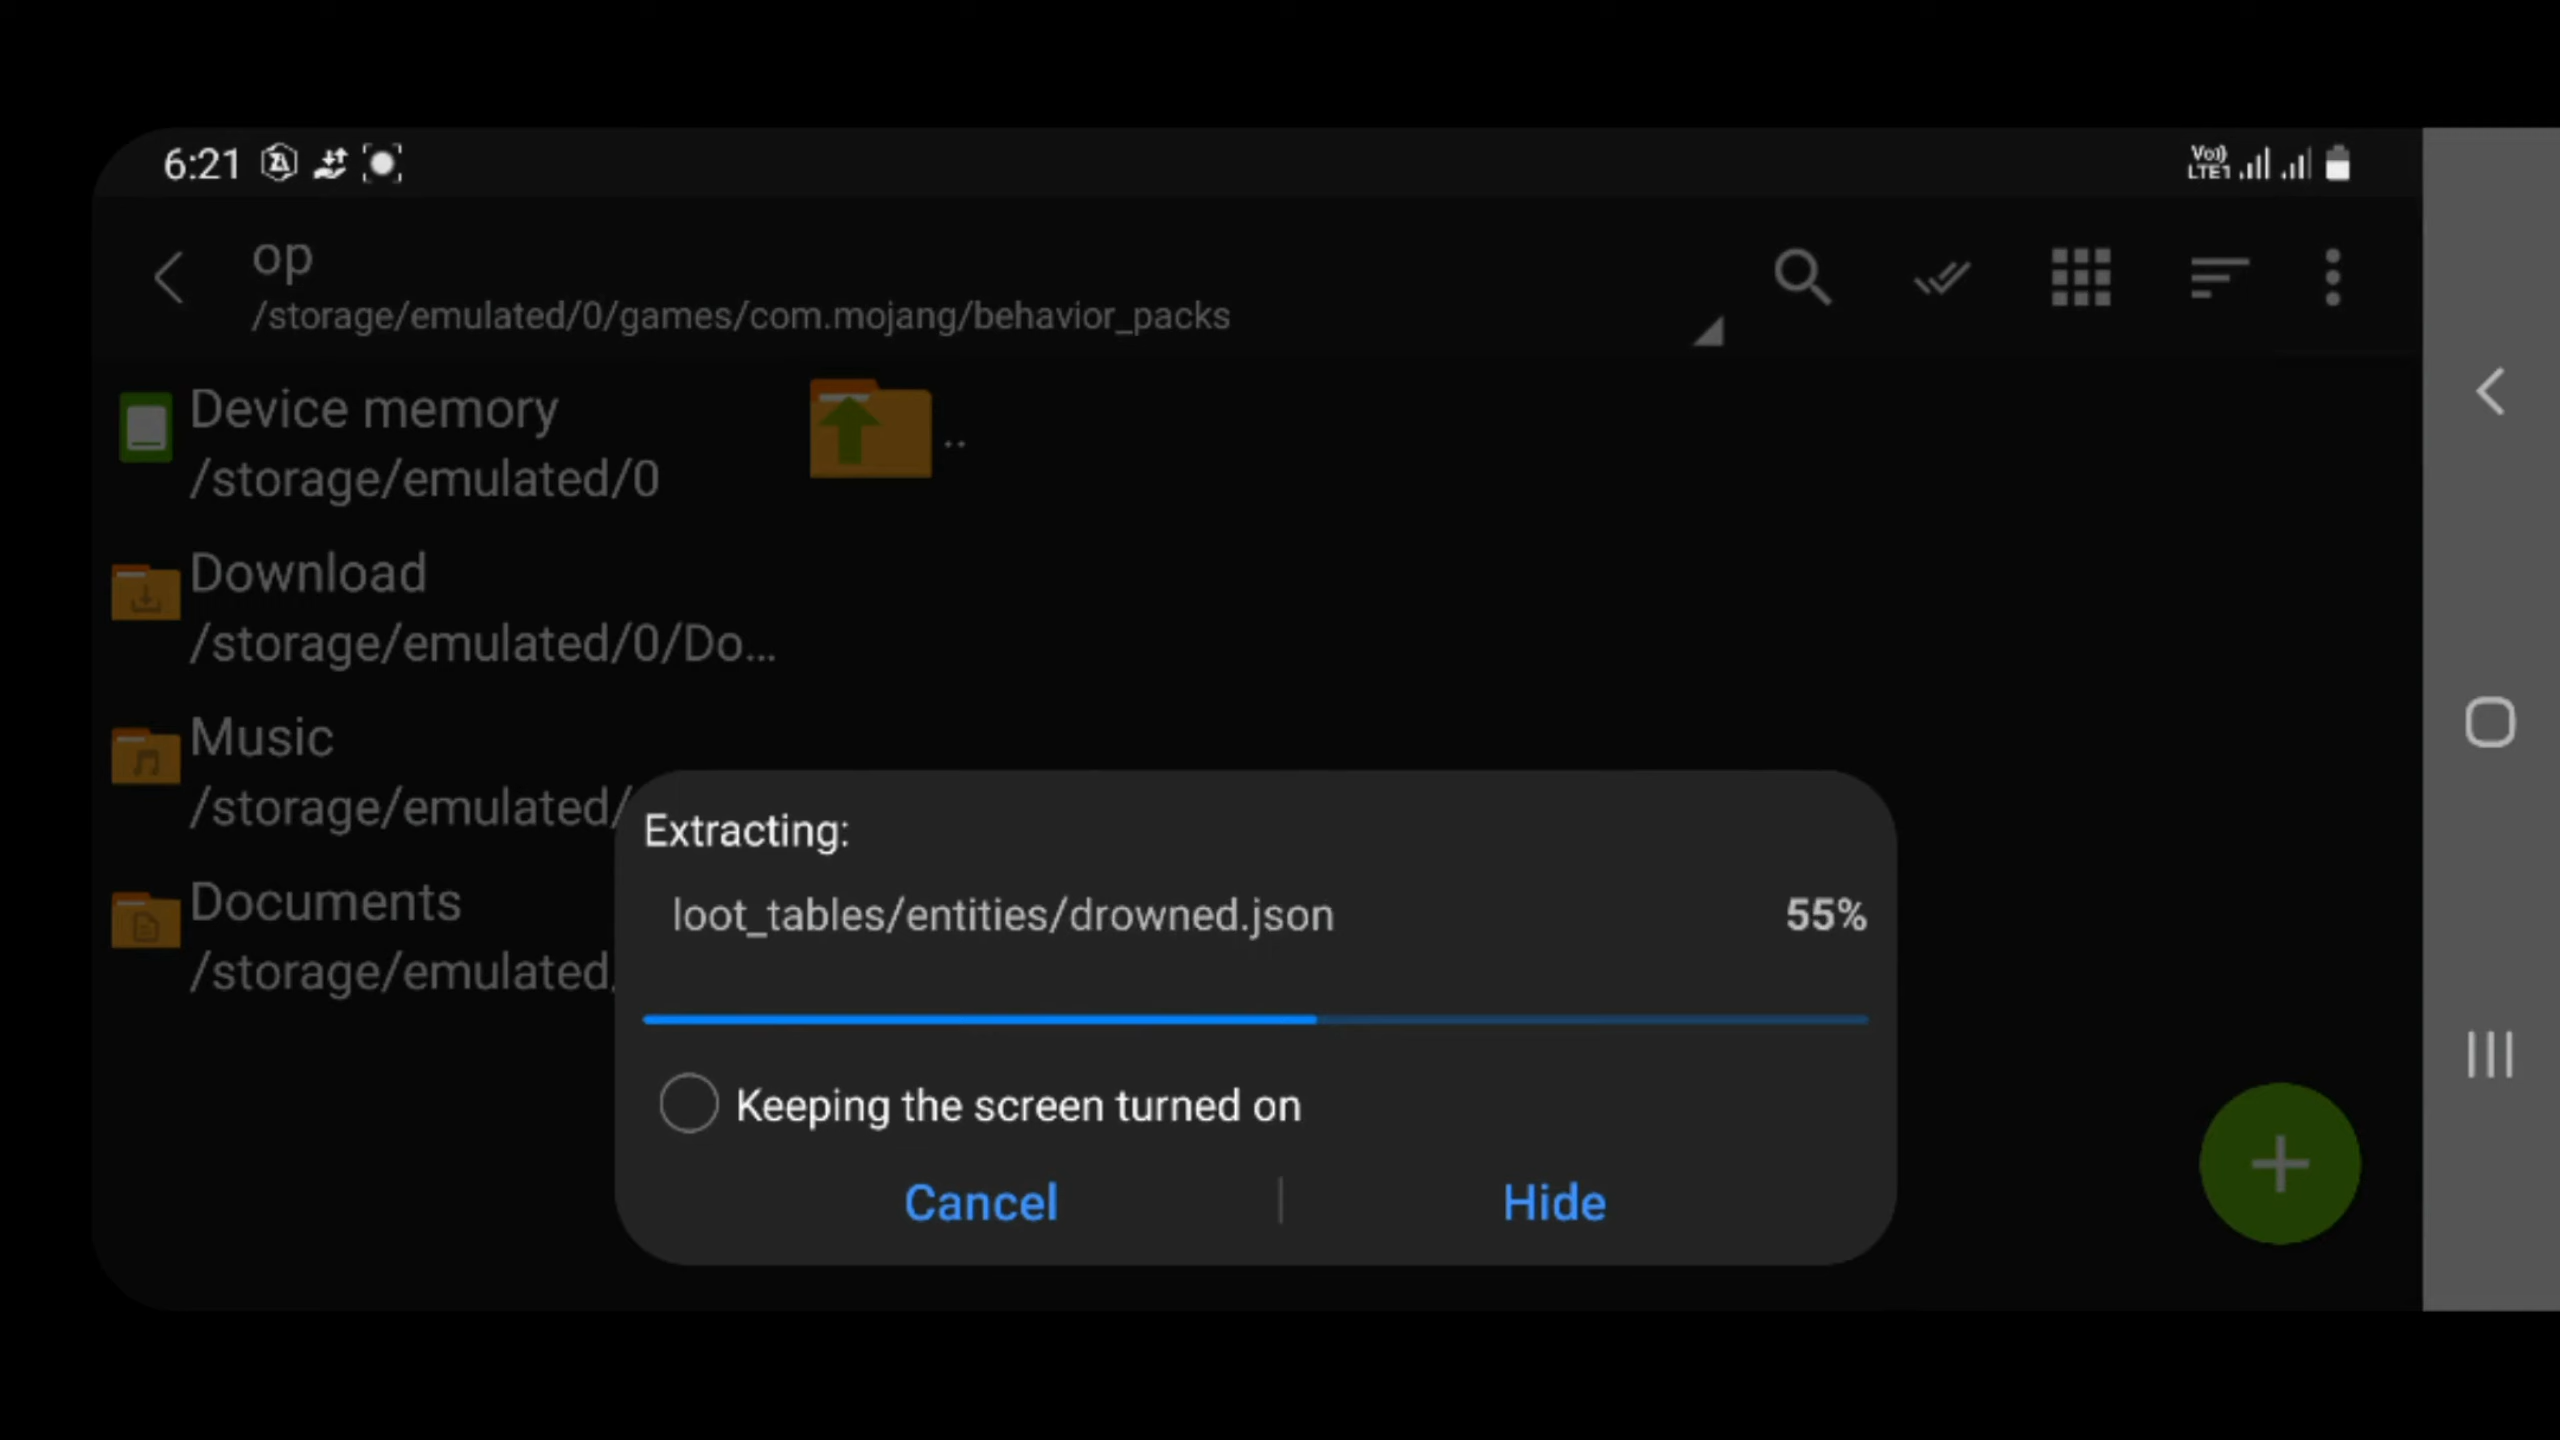 6:21
Vo)) LTE1
op
/storage/emulated/0/games/com.mojang/behavior_packs
Device memory
/storage/emulated/0
..
Download
/storage/emulated/0/Do...
Music
/storage/emulated/
Documents
/storage/emulated/
Extracting:
loot_tables/entities/drowned.json 55%
Keeping the screen turned on
Cancel Hide